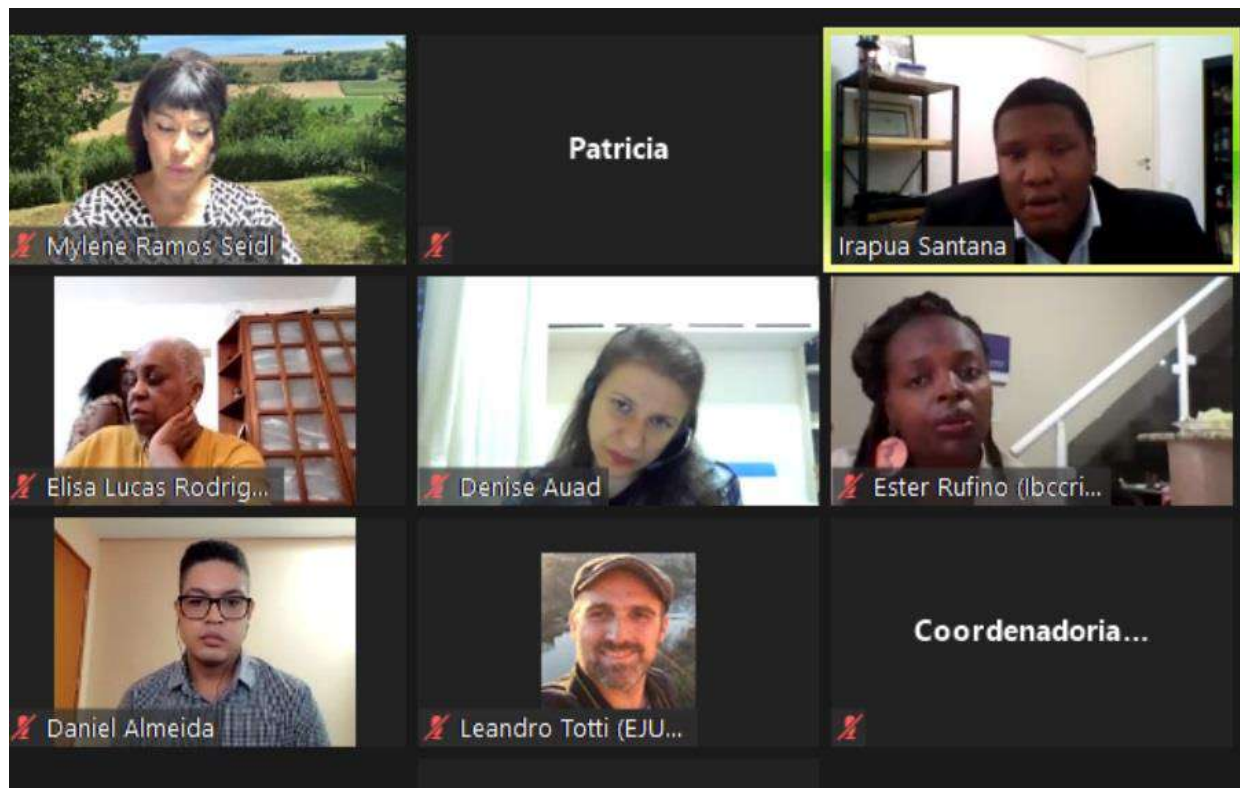 Mylene Ramos Seidl
Patricia
Irapua Santana
Elisa Lucas Rodrig...
Denise Auad
Ester Rufino (Ibccri...
Daniel Almeida
Leandro Totti (EJU...
Coordenadoria...